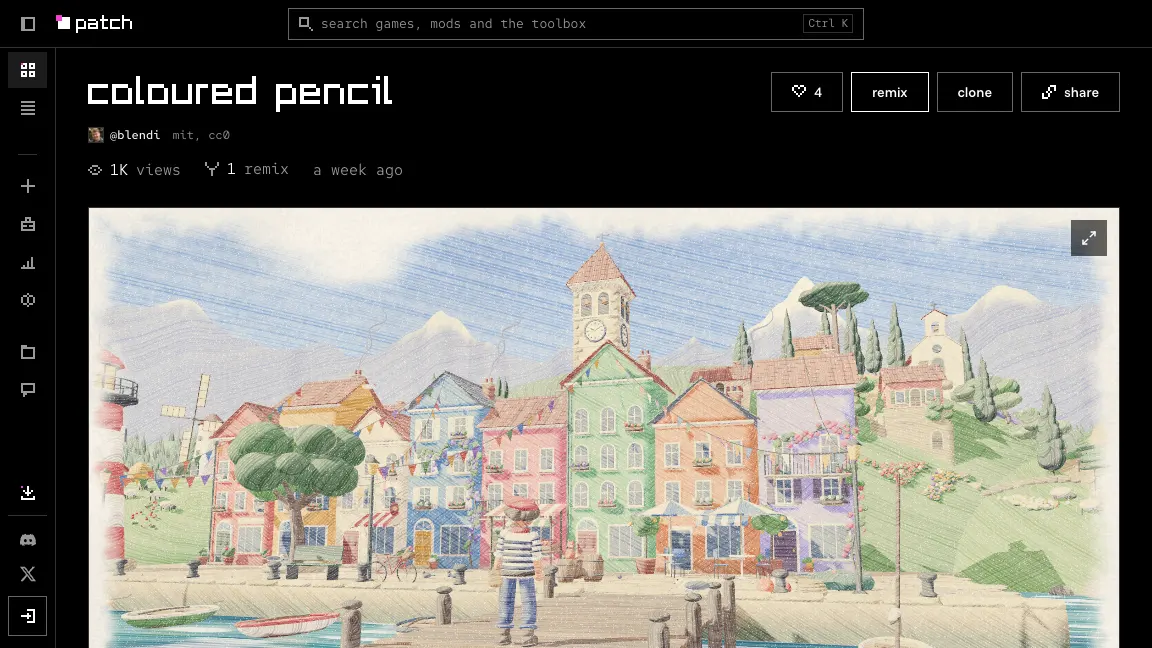 patch
search games, mods and the toolbox
Ctrl K
coloured pencil
4
remix
clone
share
@blendi mit, cc0
1K views 1 remix a week ago